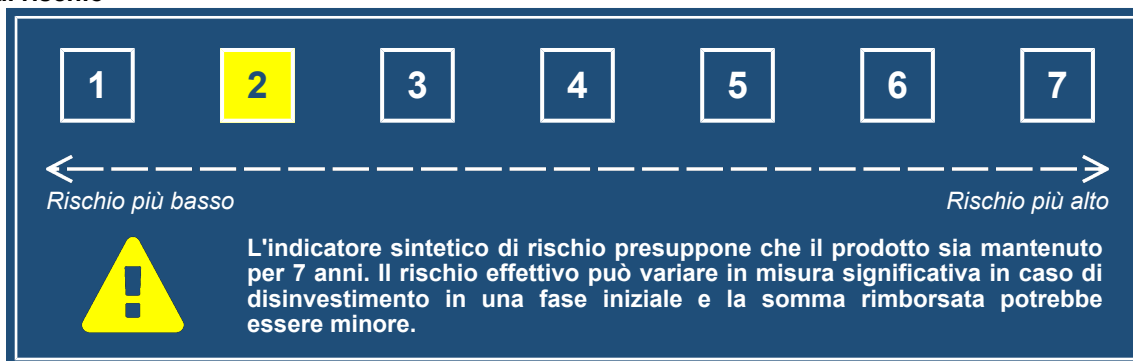 di rischio
1 2 3 4 5 6 7
Rischio più basso Rischio più alto
L'indicatore sintetico di rischio presuppone che il prodotto sia mantenuto
per 7 anni. Il rischio effettivo può variare in misura significativa in caso di
disinvestimento in una fase iniziale e la somma rimborsata potrebbe
essere minore.